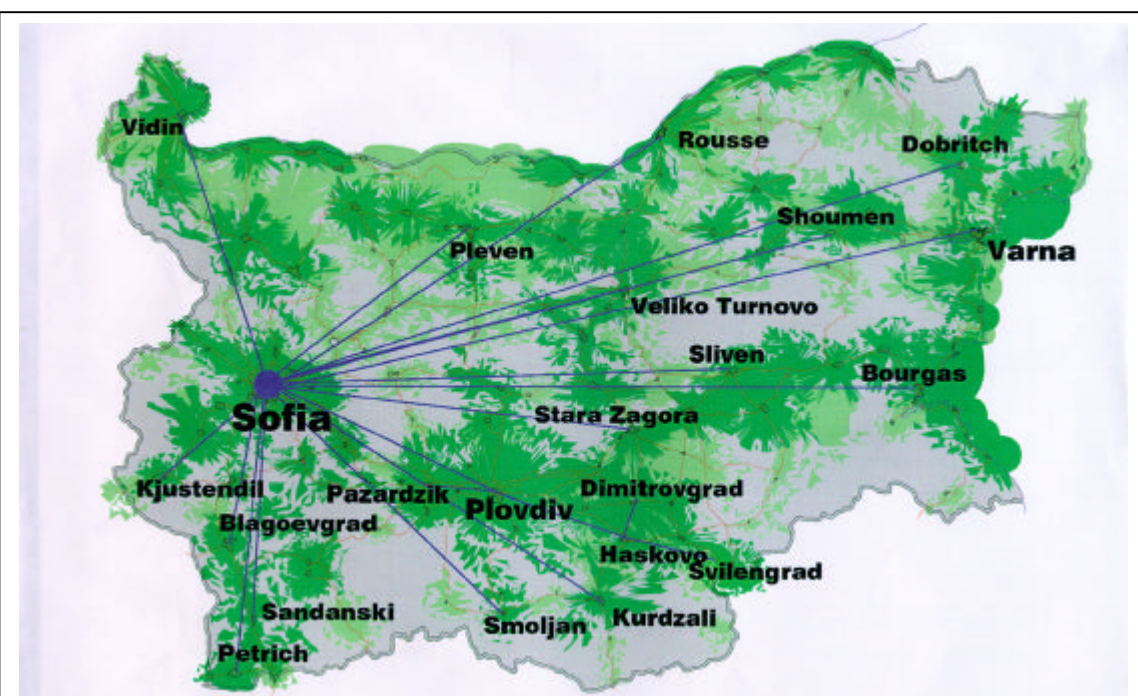 Vidin
Rousse
Dobritch
Shoumen
Pleven
Varna
Veliko Turnovo
Sliven
Bourgas
Sofia
Stara Zagora
Kjustendil
Pazardzik
Dimitrovgrad
Plovdiv
Blagoevgrad
Haskovo
Svilengrad
Sandanski
Smoljan
Kurdzali
Petrich